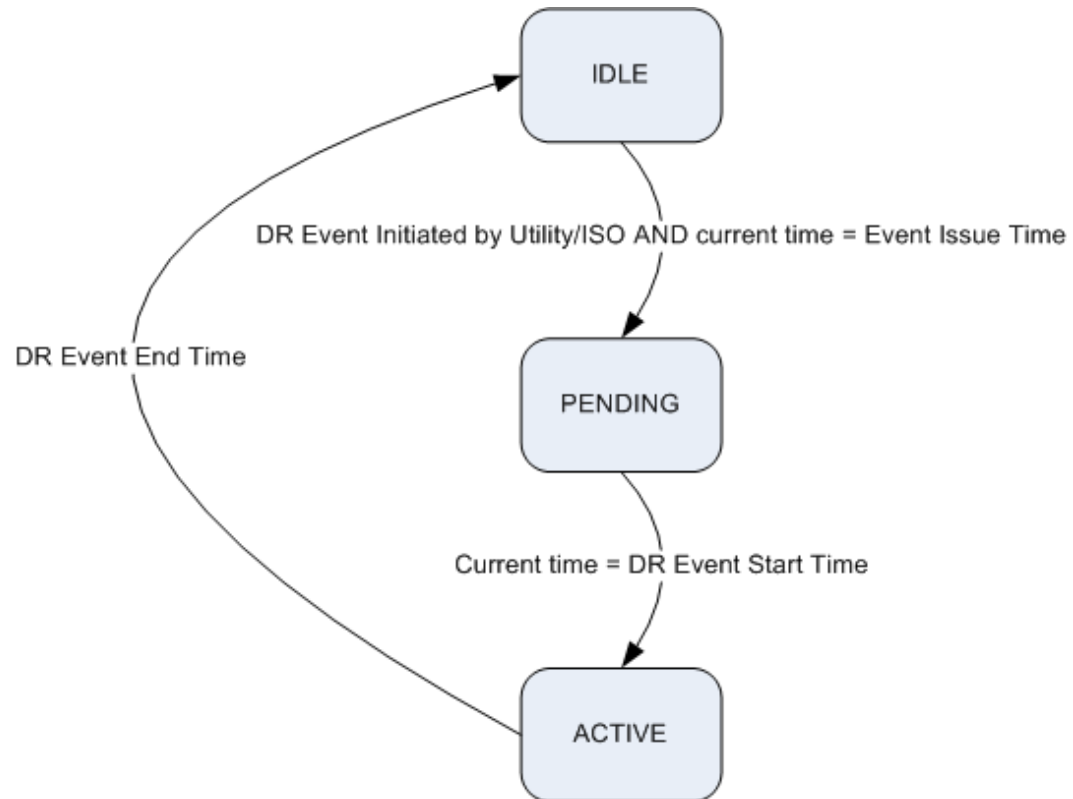 IDLE
DR Event Initiated by Utility/ISO AND current time = Event Issue Time
DR Event End Time
PENDING
Current time = DR Event Start Time
ACTIVE